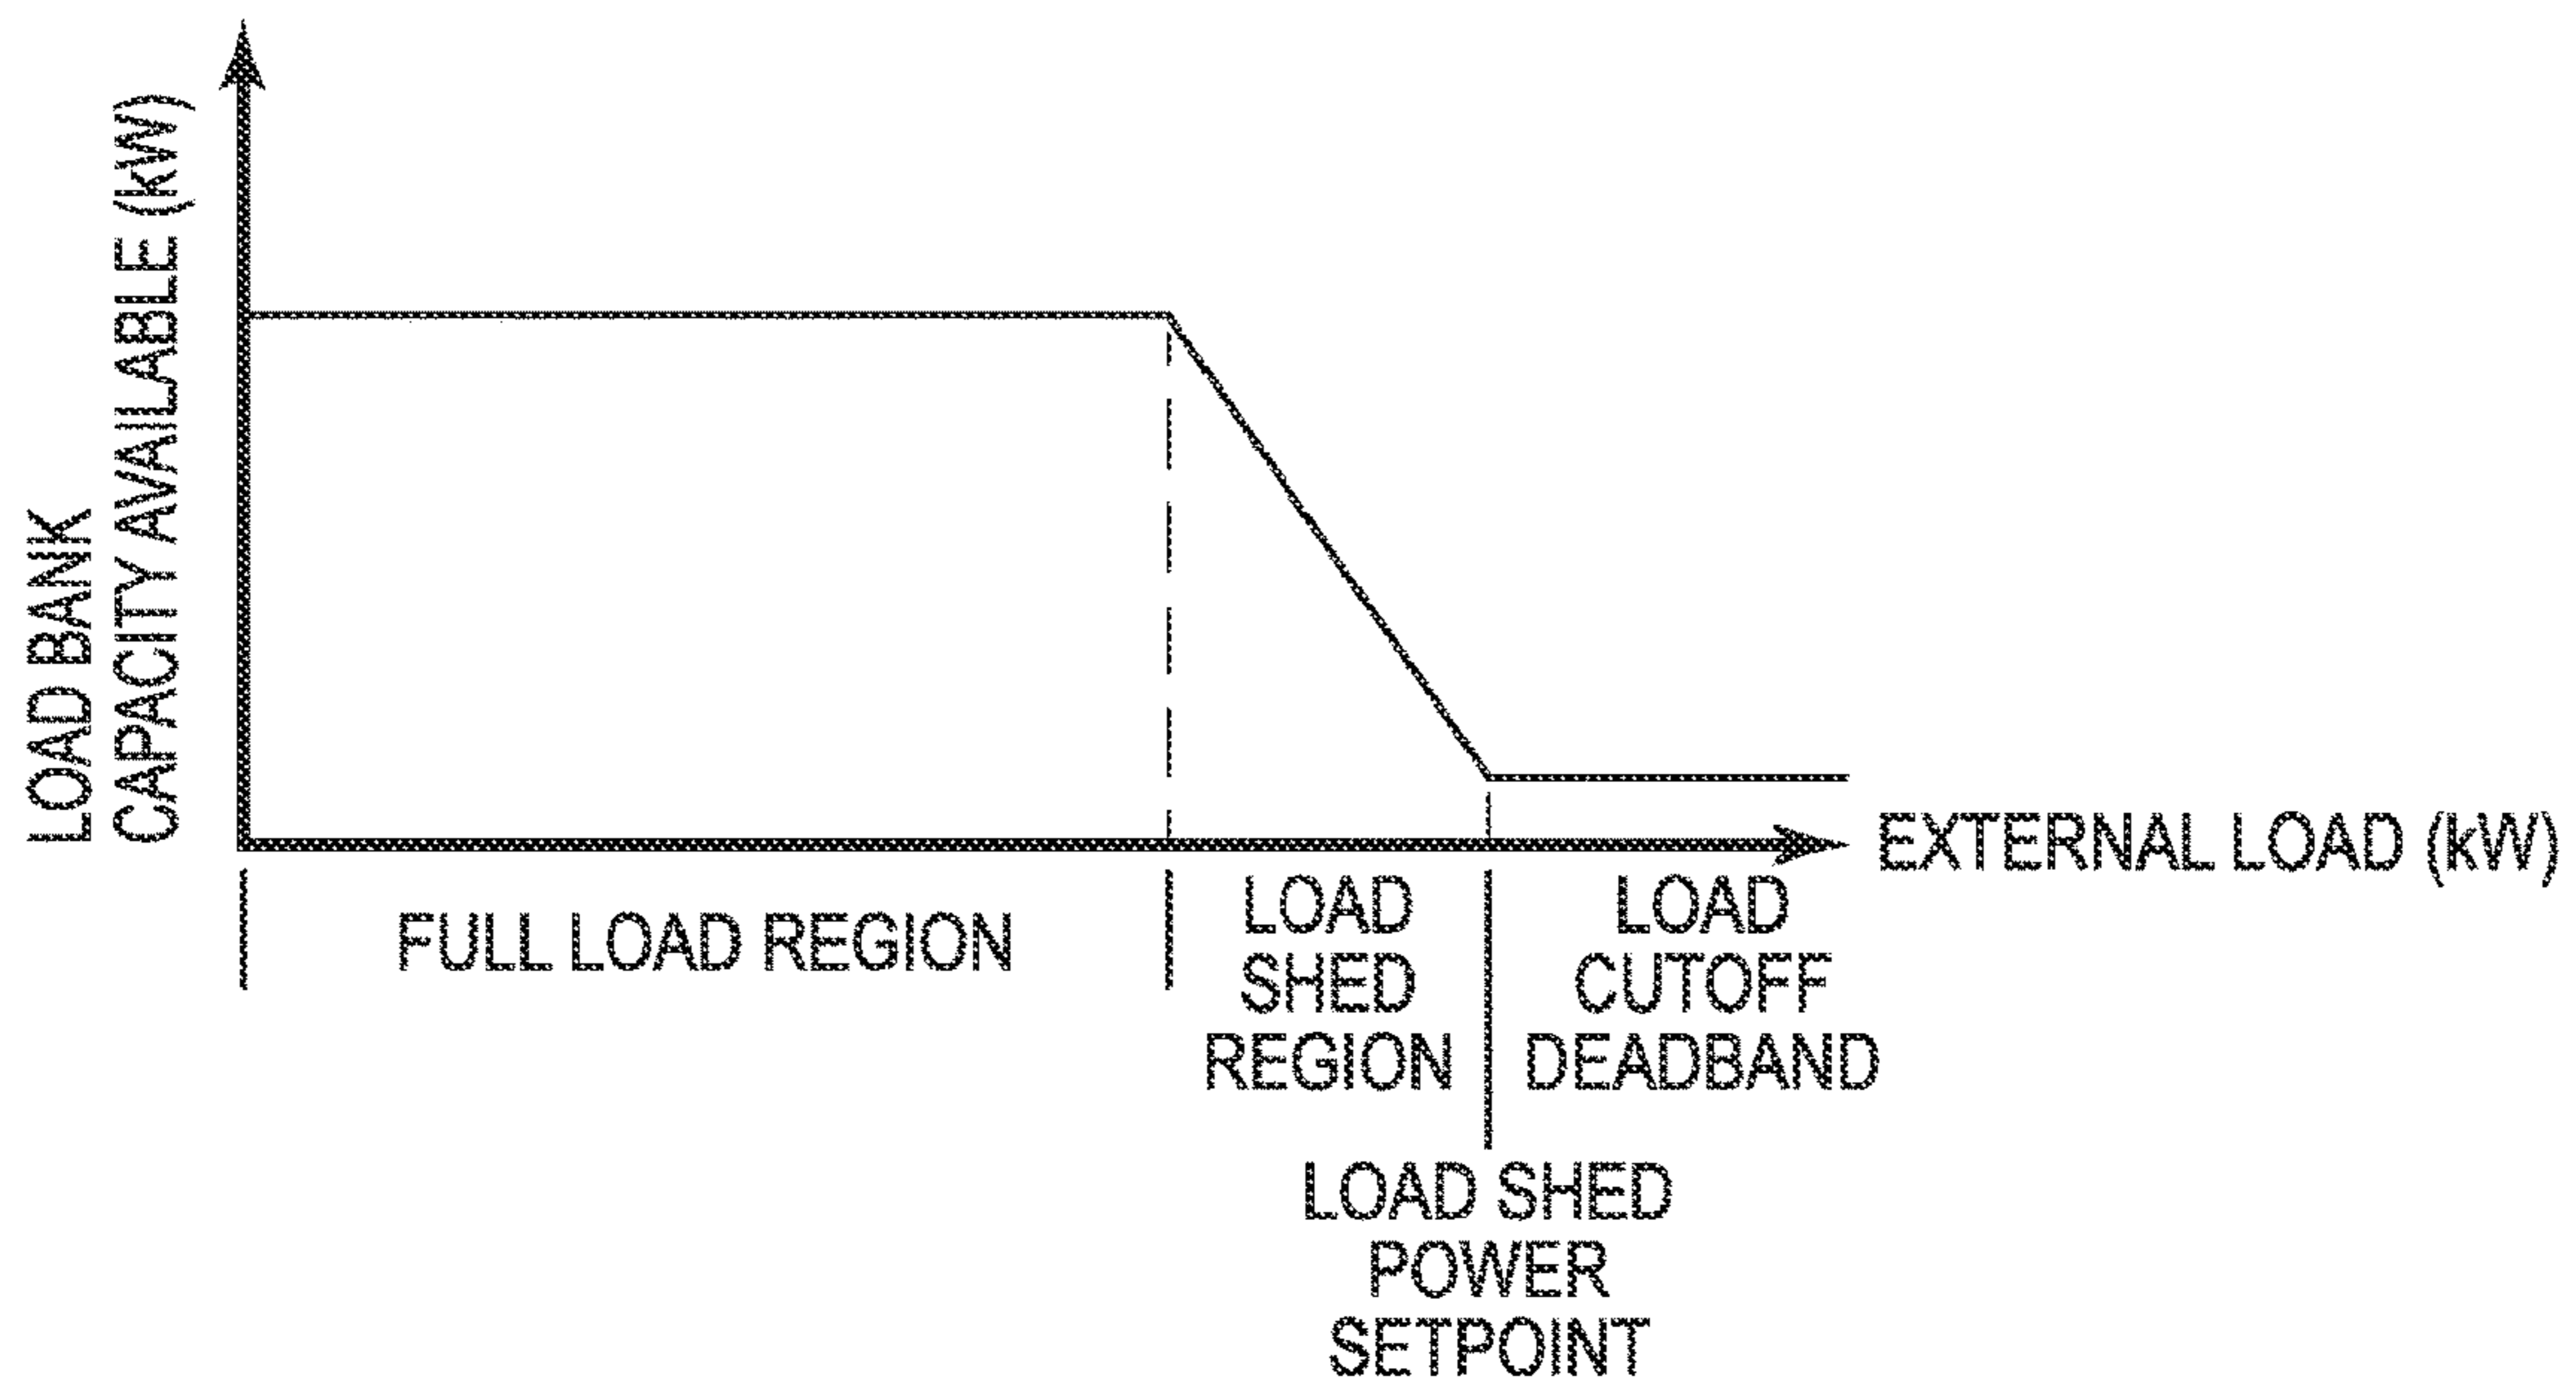 LOAD BANK
CAPACITY AVAILABLE (kW)
EXTERNAL LOAD (kW)
FULL LOAD REGION
LOAD
SHED
REGION
LOAD
CUTOFF
DEADBAND
LOAD SHED
POWER
SETPOINT